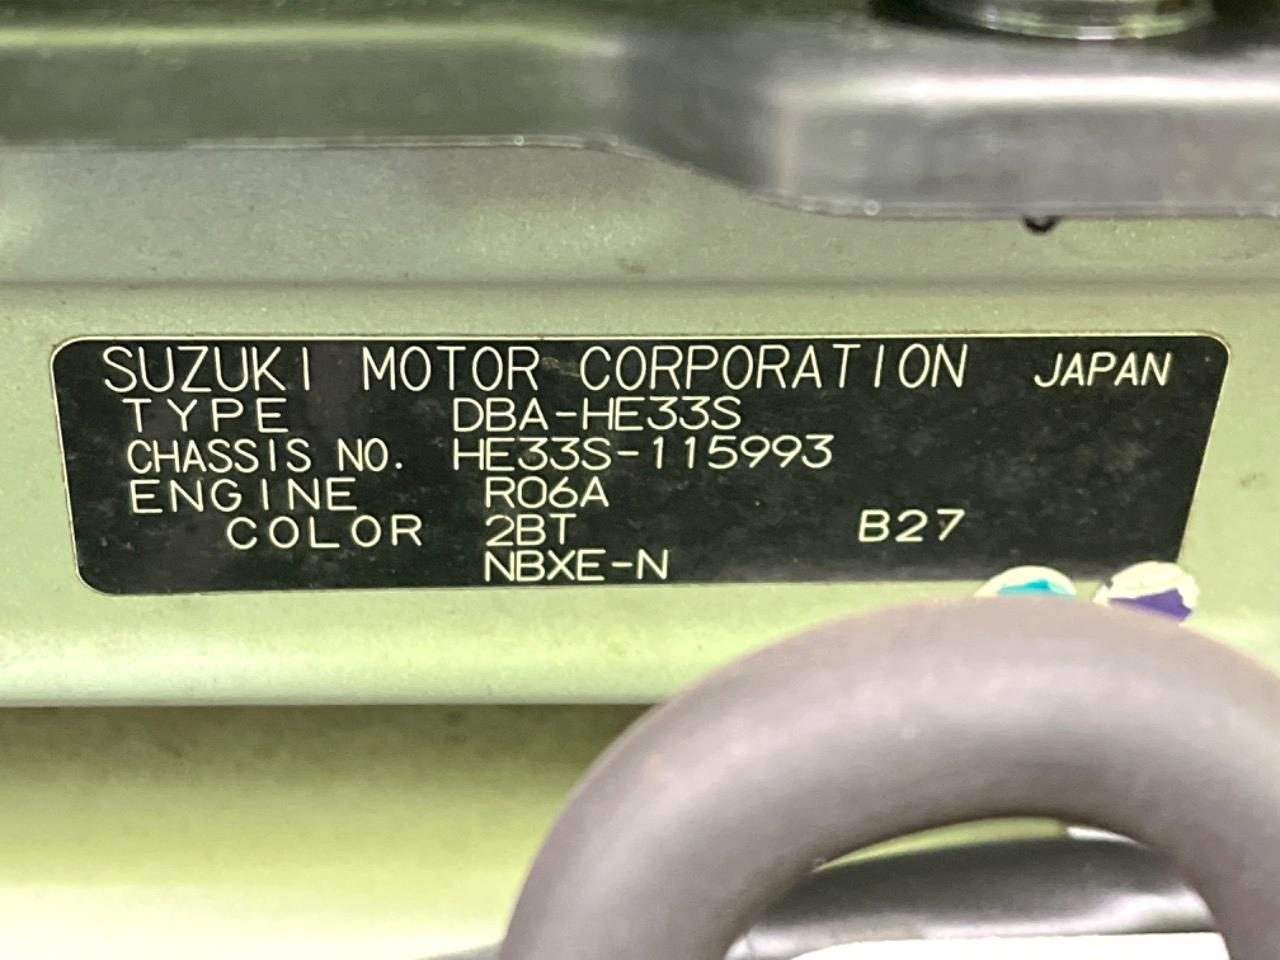 SUZUKI MOTOR CORPORATION JAPAN
TYPE DBA-HE33S
CHASSIS NO. HE33S-115993
ENGINE R06A
COLOR 2BT B27
NBXE-N